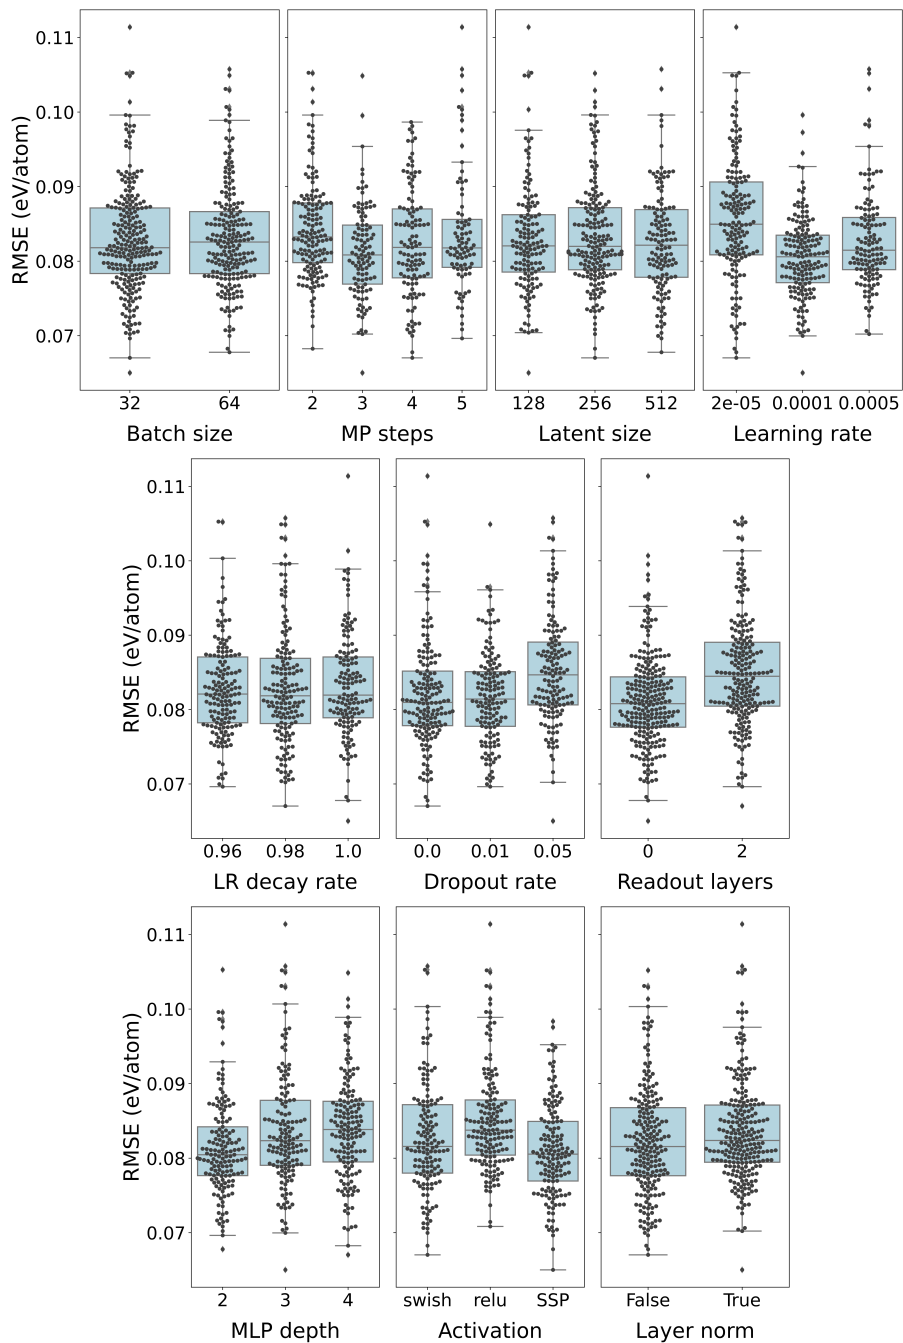 0.11
0.10
0.09
0.08
0.07
RMSE (eV/atom)
32 64
Batch size
2 3 4 5
MP steps
128 256 512
Latent size
2e-05 0.0001 0.0005
Learning rate
0.11
0.10
0.09
0.08
0.07
RMSE (eV/atom)
0.96 0.98 1.0
LR decay rate
0.0 0.01 0.05
Dropout rate
0 2
Readout layers
0.11
0.10
0.09
0.08
0.07
RMSE (eV/atom)
2 3 4
MLP depth
swish relu SSP
Activation
False True
Layer norm